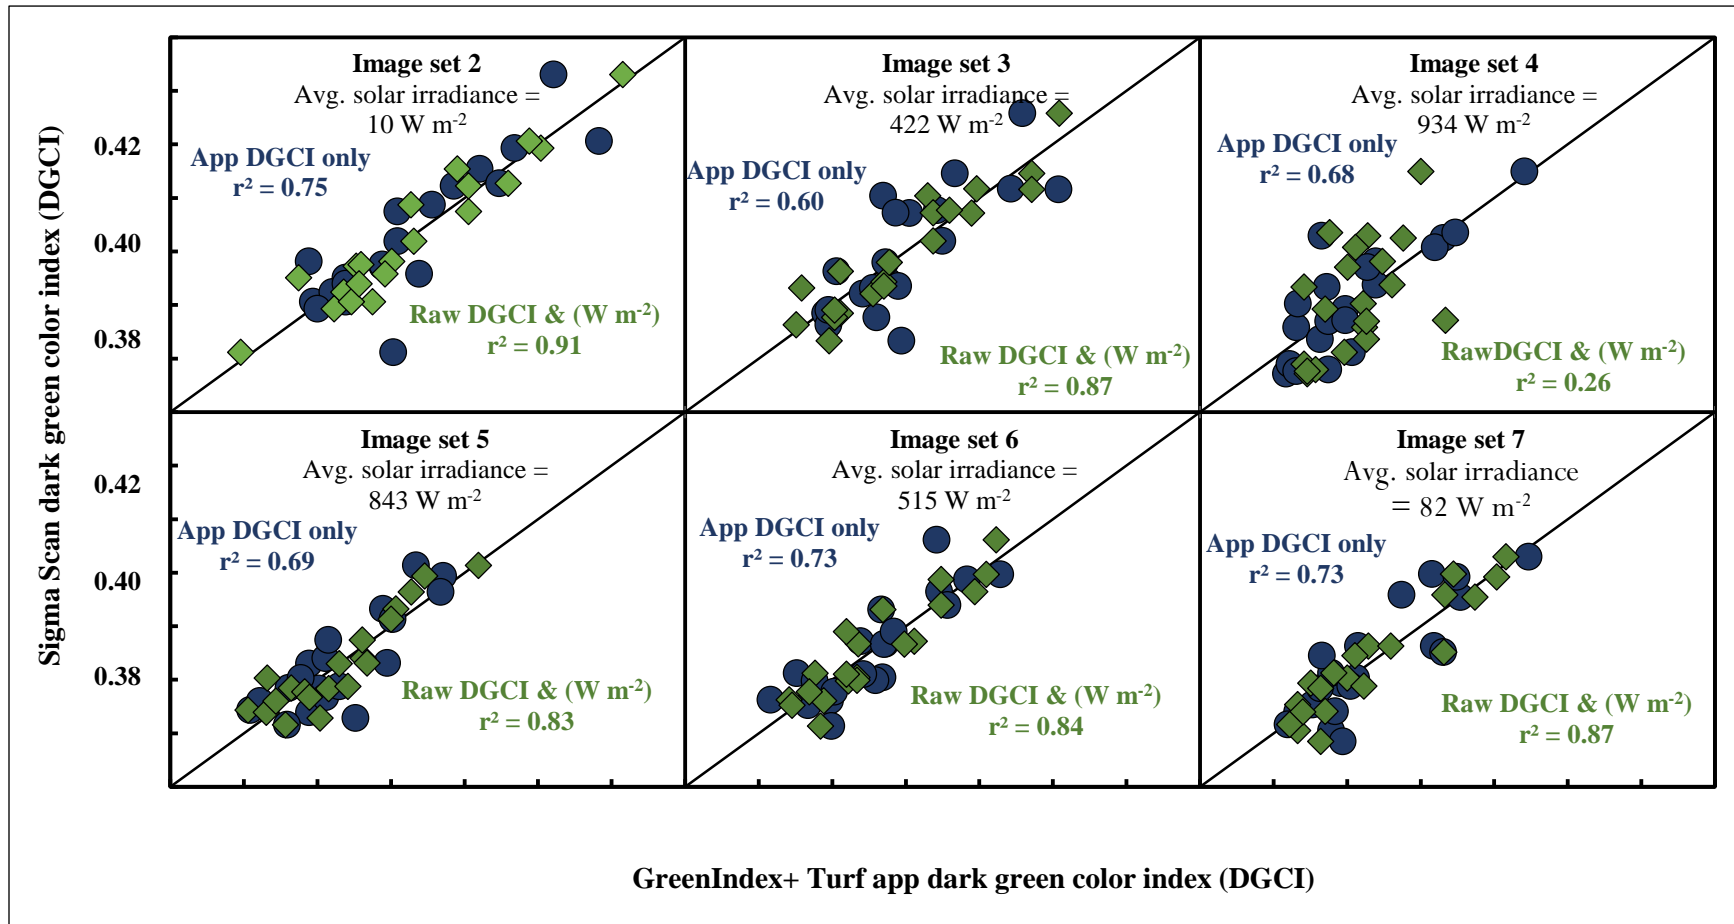 Sigma Scan dark green color index (DGCI)
0.42
0.40
0.38
0.42
0.40
0.38
Image set 2
Avg. solar irradiance =
10 W m-2
App DGCI only
r² = 0.75
Raw DGCI & (W m-2)
r² = 0.91
Image set 3
Avg. solar irradiance =
422 W m-2
App DGCI only
r² = 0.60
Raw DGCI & (W m-2)
r² = 0.87
Image set 4
Avg. solar irradiance =
934 W m-2
App DGCI only
r² = 0.68
RawDGCI & (W m-2)
r² = 0.26
Image set 5
Avg. solar irradiance =
843 W m-2
App DGCI only
r² = 0.69
Raw DGCI & (W m-2)
r² = 0.83
Image set 6
Avg. solar irradiance =
515 W m-2
App DGCI only
r² = 0.73
Raw DGCI & (W m-2)
r² = 0.84
Image set 7
Avg. solar irradiance
= 82 W m-2
App DGCI only
r² = 0.73
Raw DGCI & (W m-2)
r² = 0.87
GreenIndex+ Turf app dark green color index (DGCI)